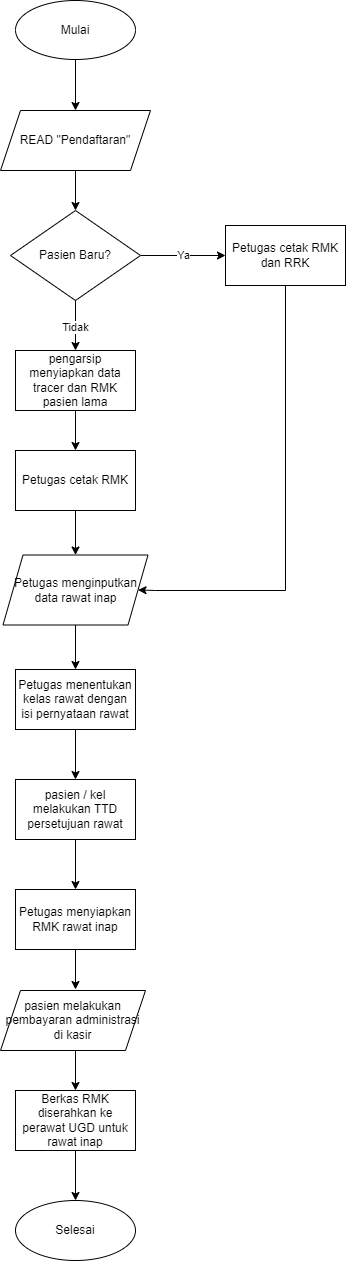 Mulai
READ "Pendaftaran"
Pasien Baru?
Ya
Petugas cetak RMK
dan RRK
Tidak
pengarsip
menyiapkan data
tracer dan RMK
pasien lama
Petugas cetak RMK
Petugas menginputkan
data rawat inap
Petugas menentukan
kelas rawat dengan
isi pernyataan rawat
pasien / kel
melakukan TTD
persetujuan rawat
Petugas menyiapkan
RMK rawat inap
pasien melakukan
pembayaran administrasi
di kasir
Berkas RMK
diserahkan ke
perawat UGD untuk
rawat inap
Selesai